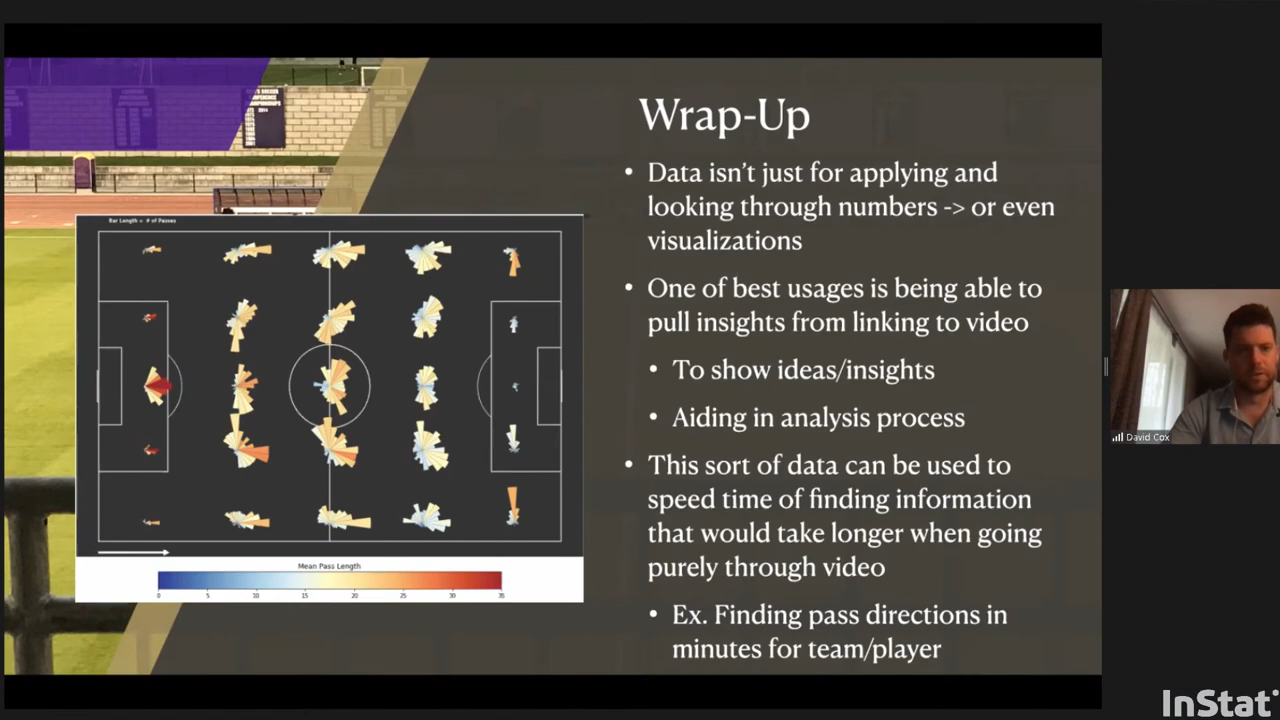 Wrap-Up
• Data isn't just for applying and
looking through numbers -> or even
visualizations
• One of best usages is being able to
pull insights from linking to video
• To show ideas/insights
• Aiding in analysis process
• This sort of data can be used to
speed time of finding information
that would take longer when going
purely through video
• Ex. Finding pass directions in
minutes for team/player
Bar Length = # of Passes
Mean Pass Length
0 5 10 15 20 25 30 35
David Cox
InStat